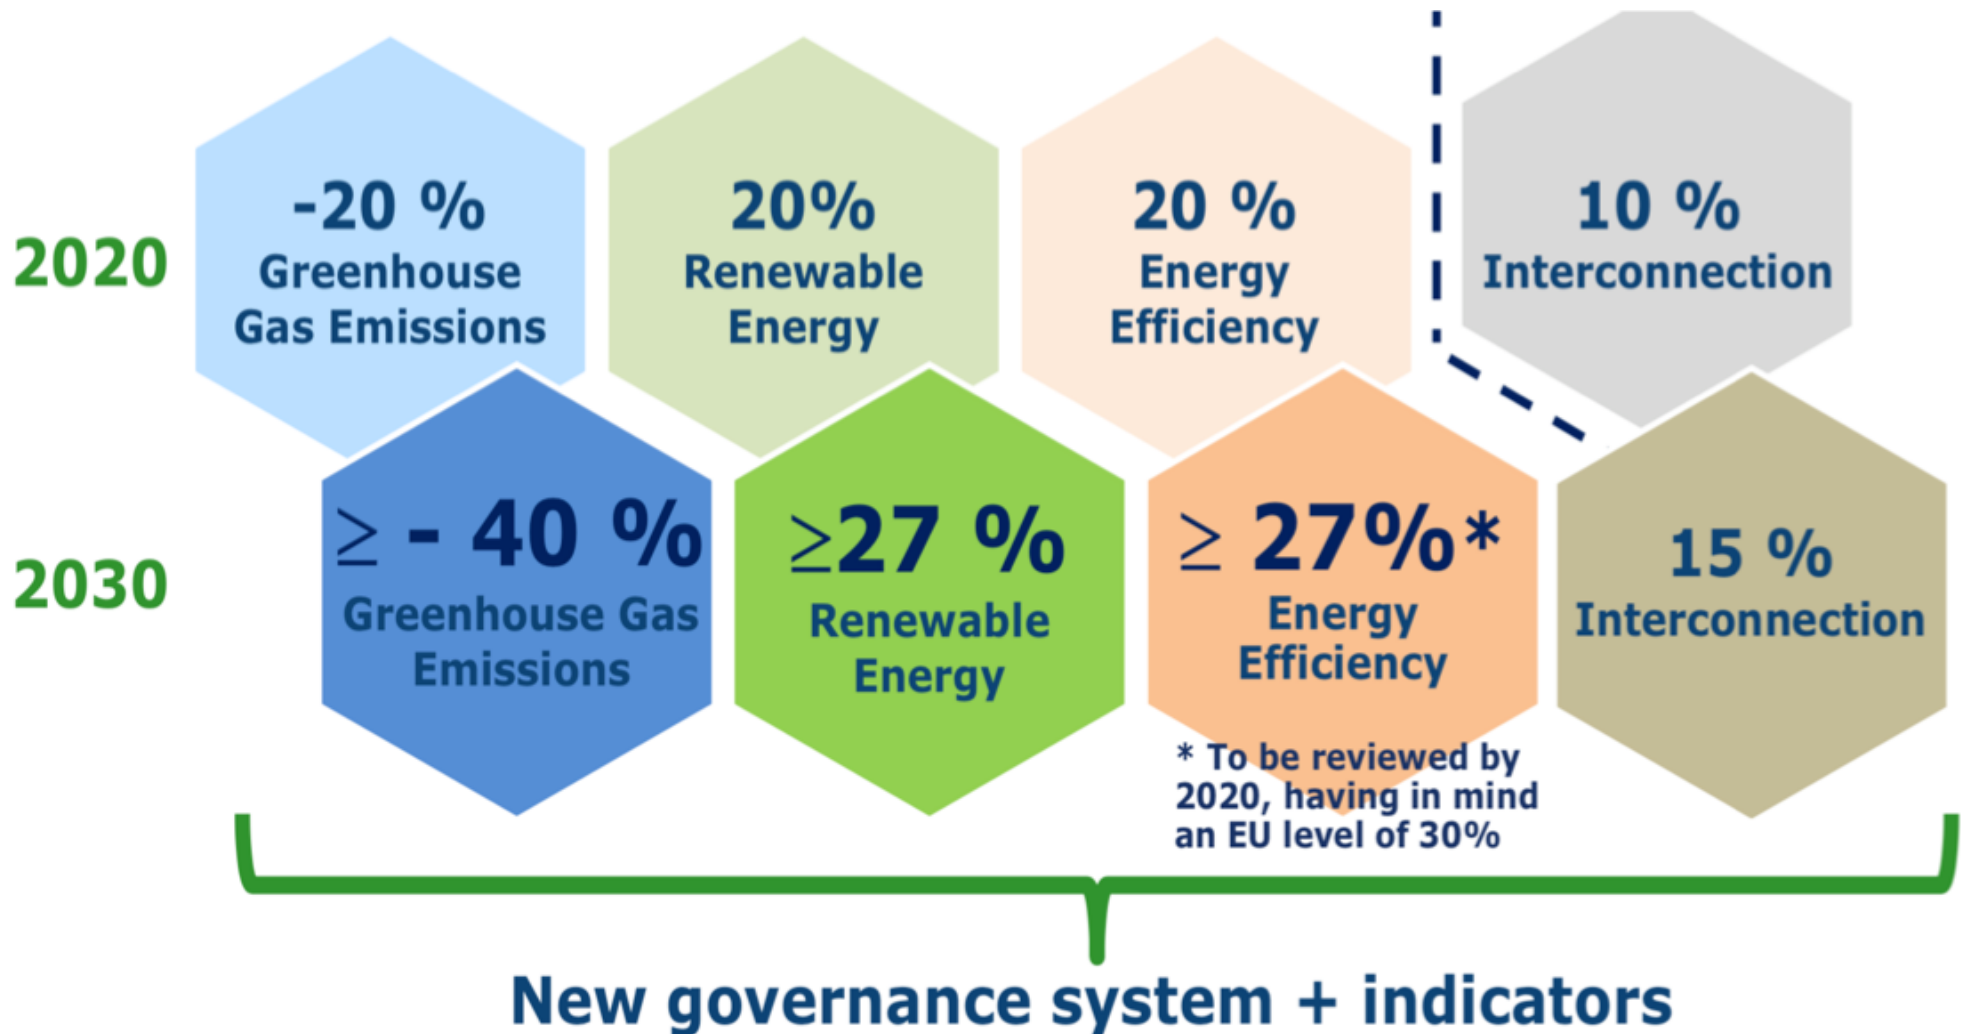 2020
-20 %
Greenhouse
Gas Emissions
20%
Renewable
Energy
20 %
Energy
Efficiency
10 %
Interconnection
2030
≥ - 40 %
Greenhouse Gas
Emissions
≥27 %
Renewable
Energy
≥ 27%*
Energy
Efficiency
* To be reviewed by
2020, having in mind
an EU level of 30%
15 %
Interconnection
New governance system + indicators